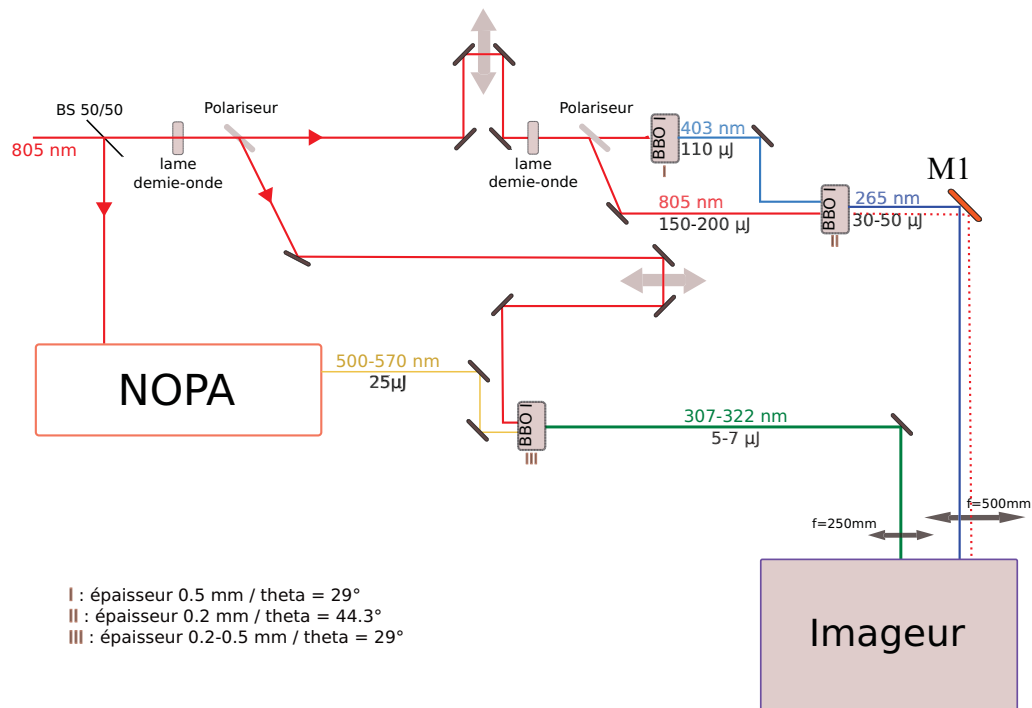 BS 50/50
805 nm
lame
demie-onde
Polariseur
lame
demie-onde
Polariseur
BBO I
I
403 nm
110 µJ
805 nm
150-200 µJ
BBO I
II
265 nm
30-50 µJ
M1
NOPA
500-570 nm
25µJ
BBO I
III
307-322 nm
5-7 µJ
f=250mm
f=500mm
Imageur
I : épaisseur 0.5 mm / theta = 29°
II : épaisseur 0.2 mm / theta = 44.3°
III : épaisseur 0.2-0.5 mm / theta = 29°